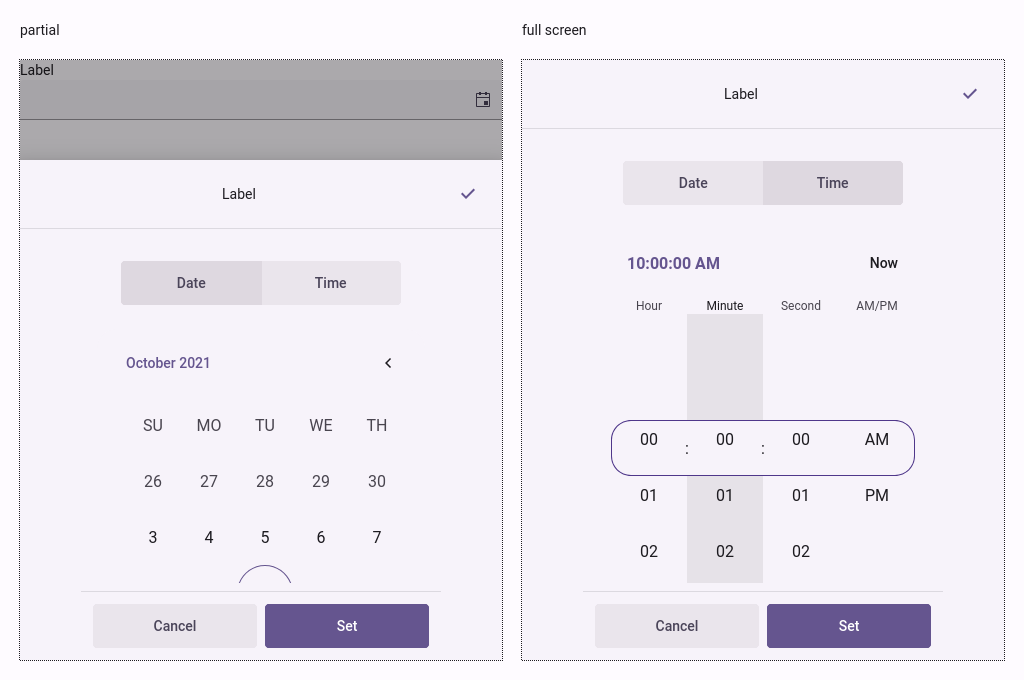 partial
Label
Label
Date Time
October 2021
SU MO TU WE TH
26 27 28 29 30
3 4 5 6 7
Cancel Set
full screen
Label
Date Time
10:00:00 AM Now
Hour Minute Second AM/PM
00 : 00 : 00 AM
01 01 01 PM
02 02 02
Cancel Set